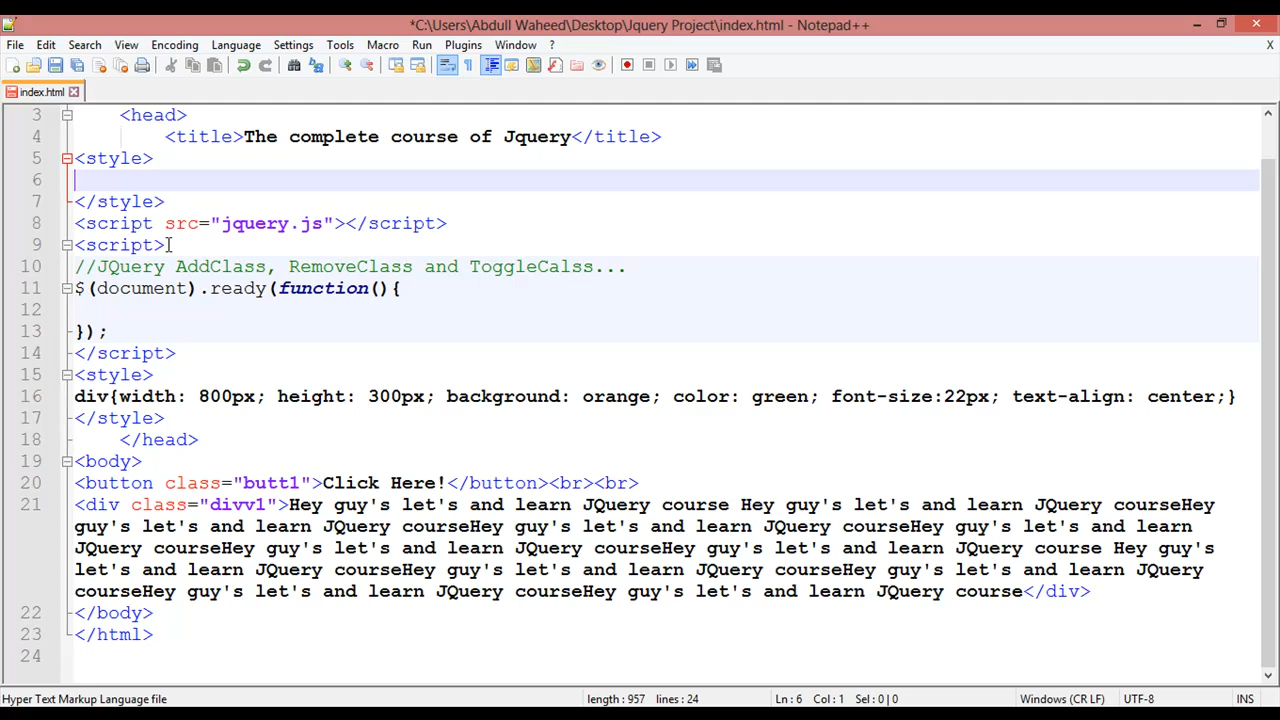 *C:\Users\Abdull Waheed\Desktop\Jquery Project\index.html - Notepad++
File Edit Search View Encoding Language Settings Tools Macro Run Plugins Window ? X
index.html
3 <head>
4 <title>The complete course of Jquery</title>
5 <style>
6
7 </style>
8 <script src="jquery.js"></script>
9 <script>
10 //JQuery AddClass, RemoveClass and ToggleCalss...
11 $(document).ready(function(){
12
13 });
14 </script>
15 <style>
16 div{width: 800px; height: 300px; background: orange; color: green; font-size:22px; text-align: center;}
17 </style>
18 </head>
19 <body>
20 <button class="butt1">Click Here!</button><br><br>
21 <div class="divv1">Hey guy's let's and learn JQuery course Hey guy's let's and learn JQuery courseHey
guy's let's and learn JQuery courseHey guy's let's and learn JQuery courseHey guy's let's and learn
JQuery courseHey guy's let's and learn JQuery courseHey guy's let's and learn JQuery course Hey guy's
let's and learn JQuery courseHey guy's let's and learn JQuery courseHey guy's let's and learn JQuery
courseHey guy's let's and learn JQuery courseHey guy's let's and learn JQuery course</div>
22 </body>
23 </html>
24
Hyper Text Markup Language file length : 957 lines : 24 Ln : 6 Col : 1 Sel : 0 | 0 Windows (CR LF) UTF-8 INS